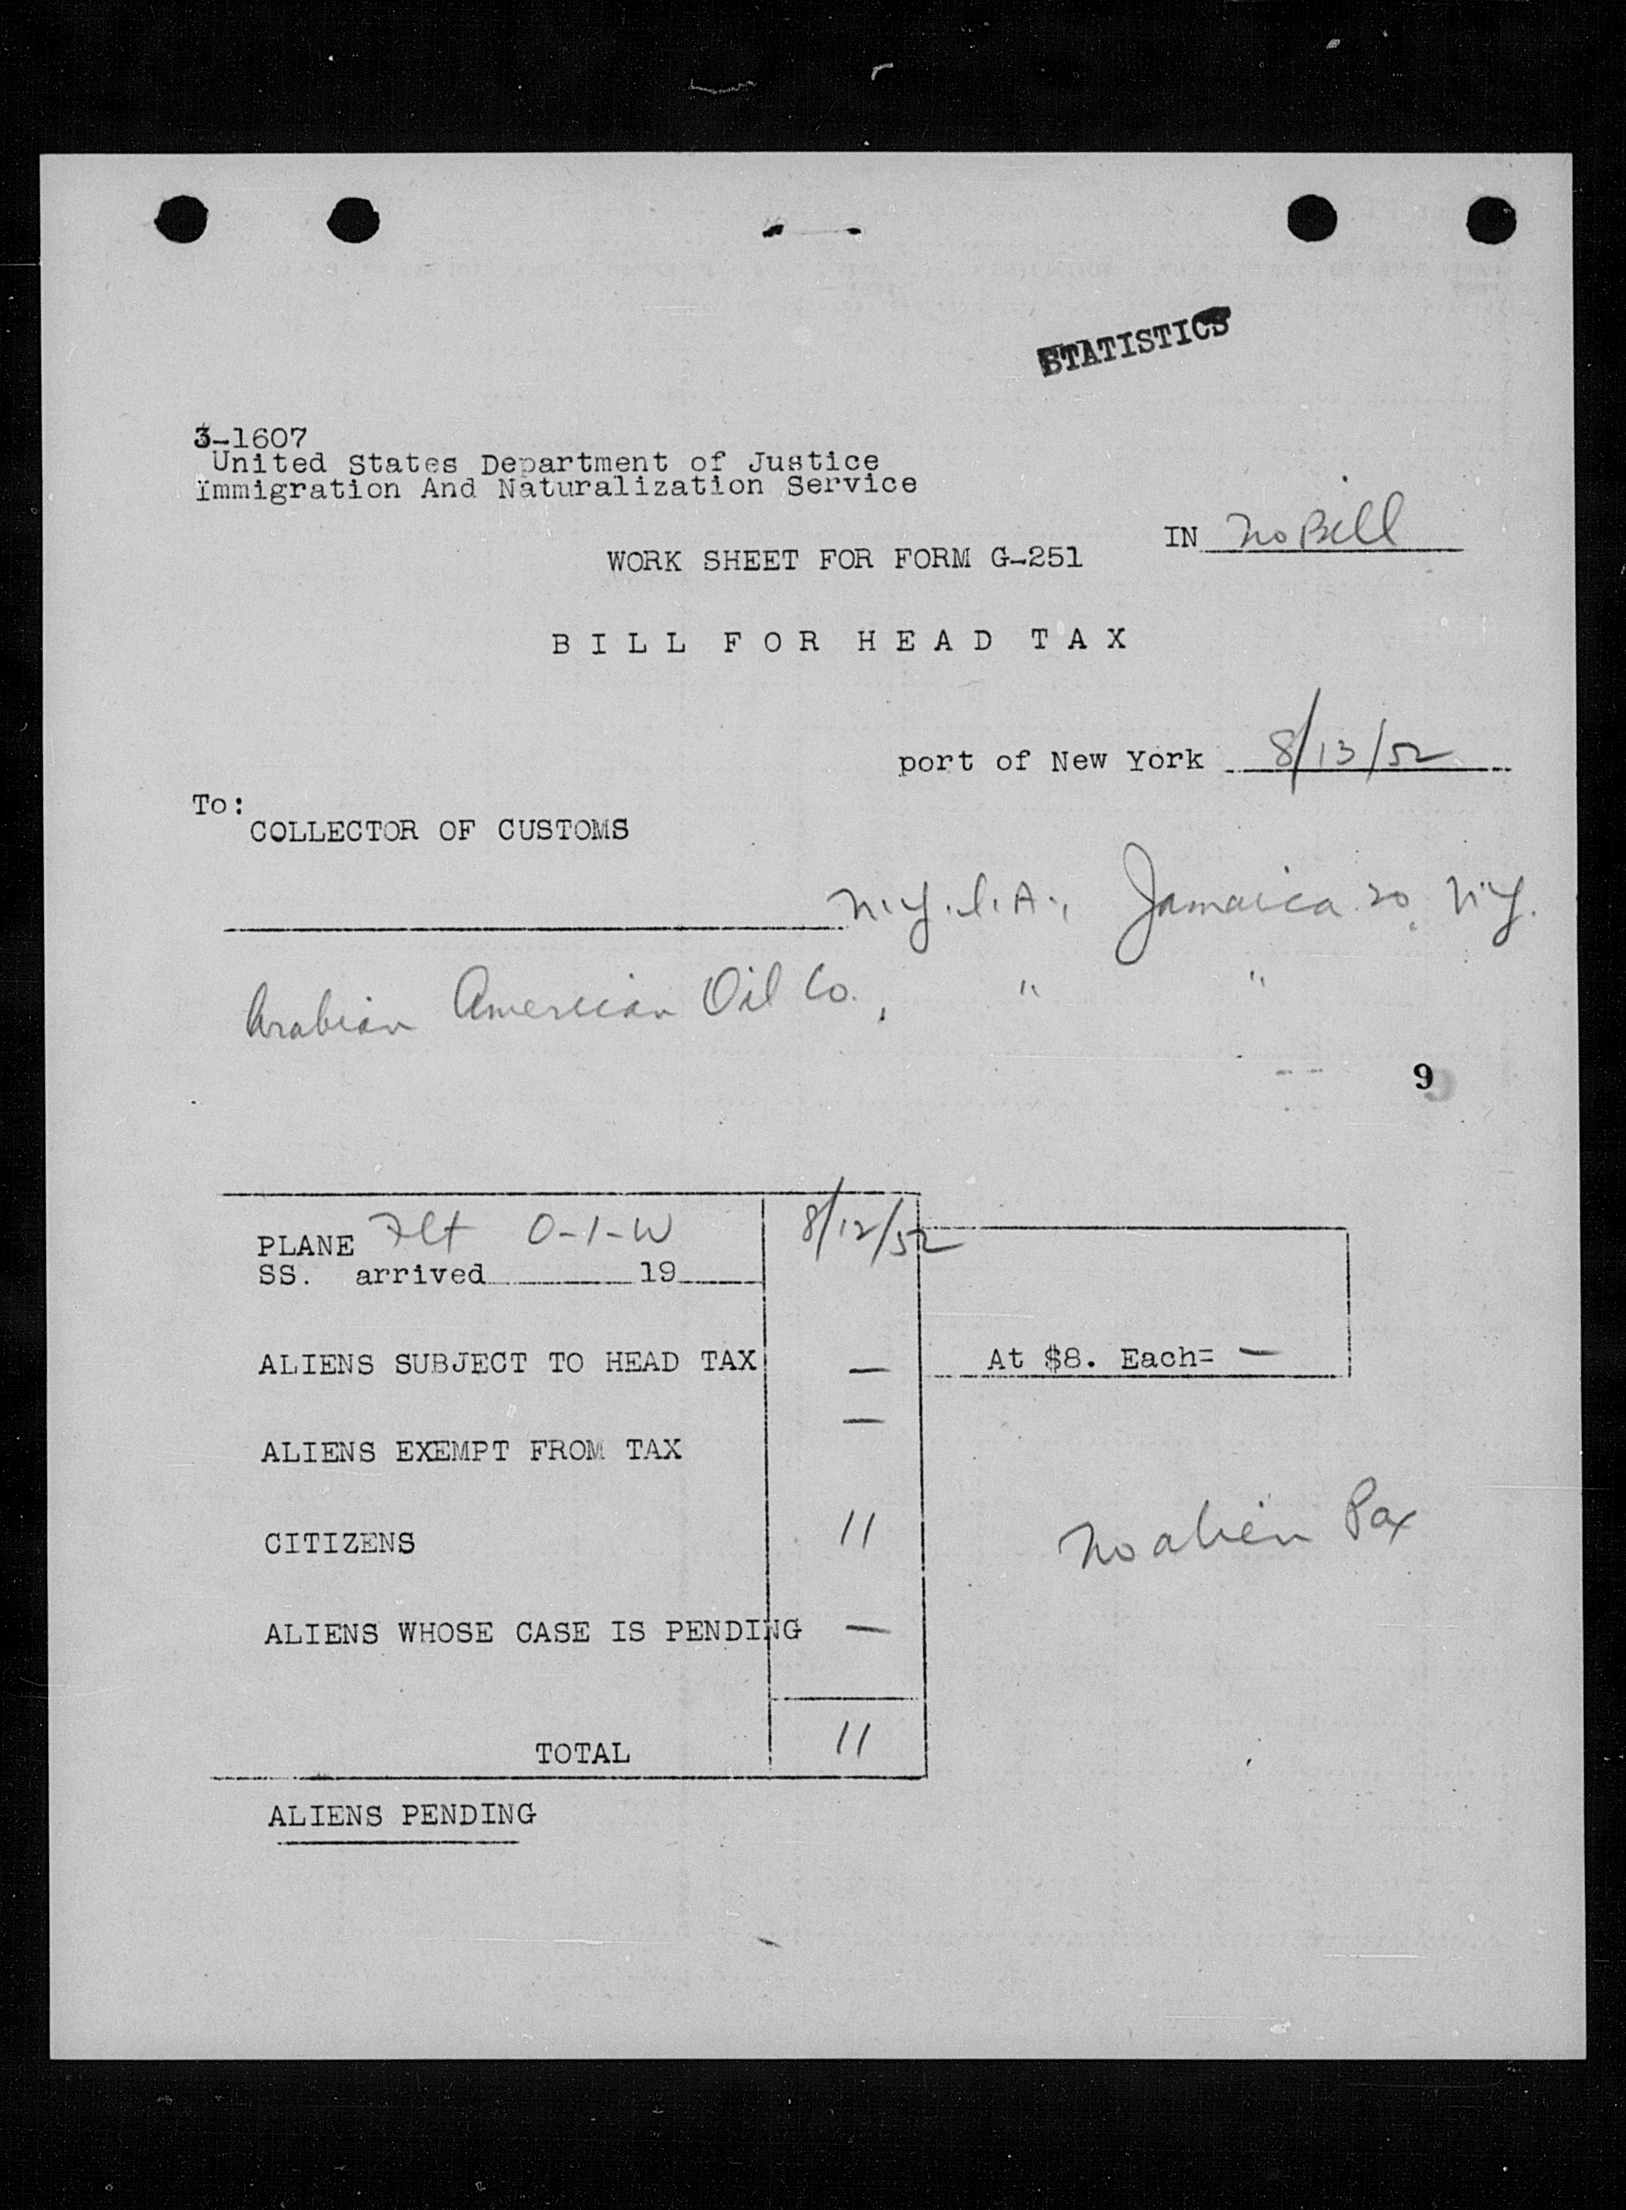 STATISTICS
3-1607
United States Department of Justice
Immigration And Naturalization Service
IN No Bill
WORK SHEET FOR FORM G-251
BILL FOR HEAD TAX
port of New York 8/13/52
To:
COLLECTOR OF CUSTOMS
N.Y.I.A., Jamaica 20, N.Y.
Arabian American Oil Co., " "
9
PLANE Flt 0-1-W 8/12/52
SS. arrived 19
ALIENS SUBJECT TO HEAD TAX — At $8. Each= —
ALIENS EXEMPT FROM TAX —
CITIZENS 11
No alien Pax
ALIENS WHOSE CASE IS PENDING —
TOTAL 11
ALIENS PENDING